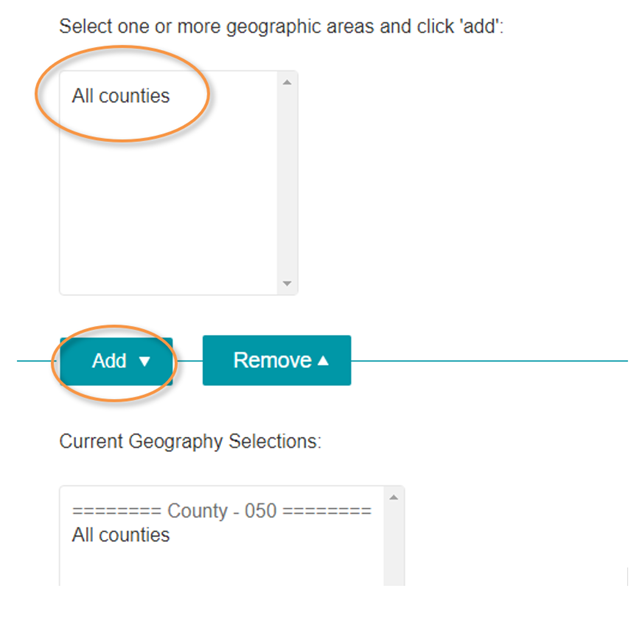 Select one or more geographic areas and click 'add':
All counties
Add ▼
Remove ▲
Current Geography Selections:
======== County - 050 ========
All counties